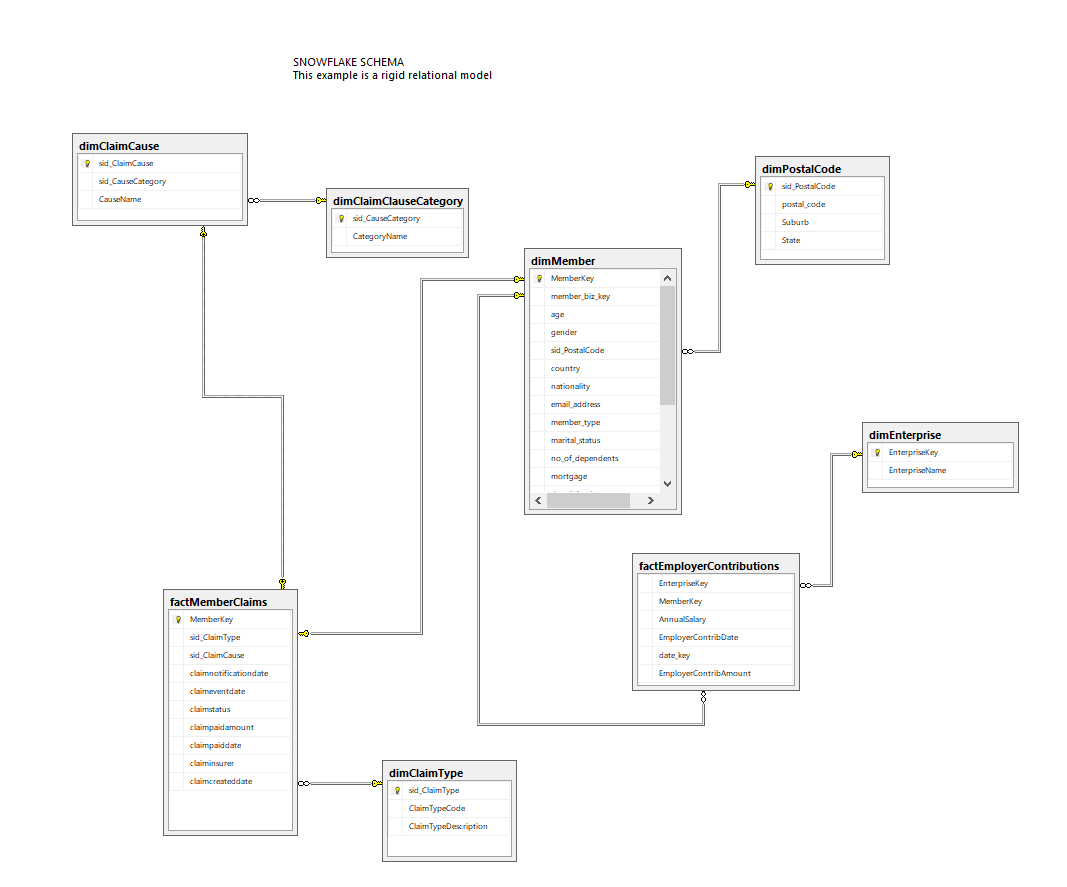 SNOWFLAKE SCHEMA
This example is a rigid relational model
dimClaimCause
sid_ClaimCause
sid_CauseCategory
CauseName
dimClaimClauseCategory
sid_CauseCategory
CategoryName
dimPostalCode
sid_PostalCode
postal_code
Suburb
State
dimMember
MemberKey
member_biz_key
age
gender
sid_PostalCode
country
nationality
email_address
member_type
marital_status
no_of_dependents
mortgage
dimEnterprise
EnterpriseKey
EnterpriseName
factEmployerContributions
EnterpriseKey
MemberKey
AnnualSalary
EmployerContribDate
date_key
EmployerContribAmount
factMemberClaims
MemberKey
sid_ClaimType
sid_ClaimCause
claimnotificationdate
claimeventdate
claimstatus
claimpaidamount
claimpaiddate
claiminsurer
claimcreateddate
dimClaimType
sid_ClaimType
ClaimTypeCode
ClaimTypeDescription